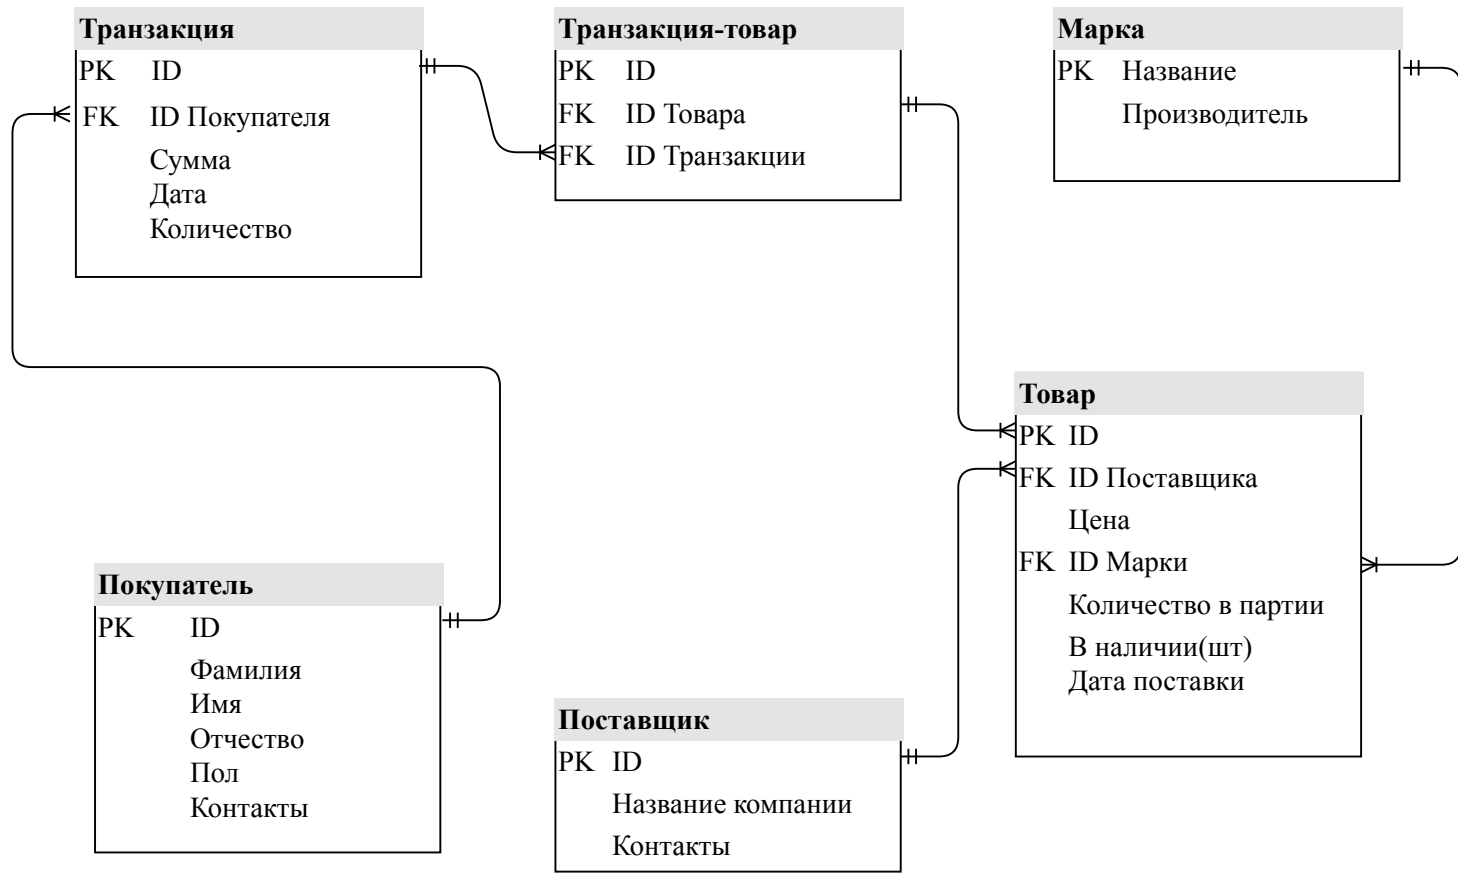 Транзакция
PK ID
FK ID Покупателя
Сумма
Дата
Количество
Транзакция-товар
PK ID
FK ID Товара
FK ID Транзакции
Марка
PK Название
Производитель
Товар
PK ID
FK ID Поставщика
Цена
FK ID Марки
Количество в партии
В наличии(шт)
Дата поставки
Покупатель
PK ID
Фамилия
Имя
Отчество
Пол
Контакты
Поставщик
PK ID
Название компании
Контакты